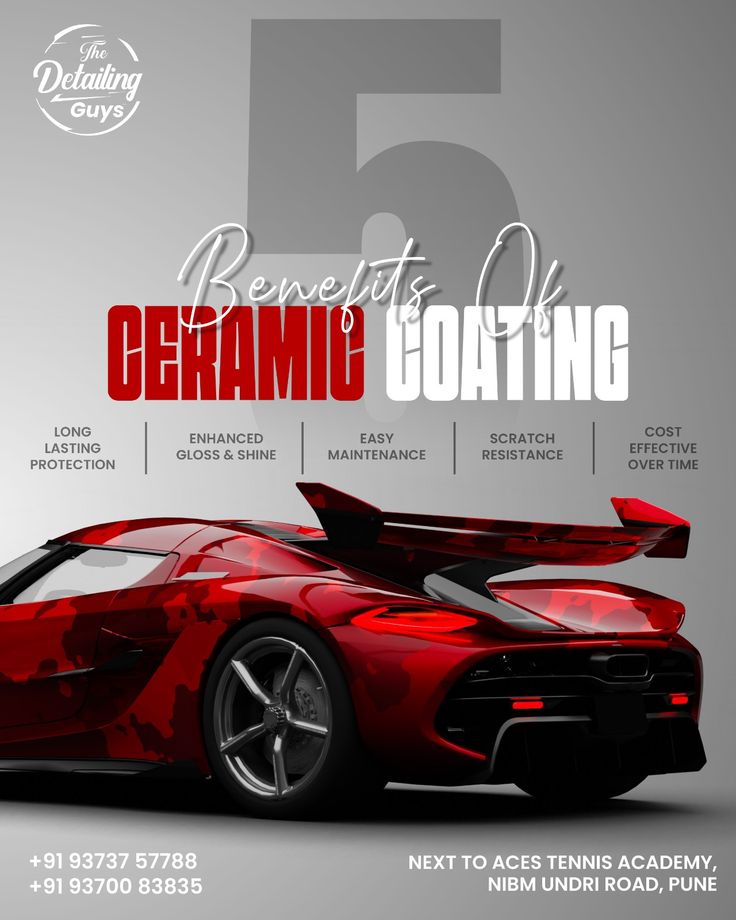 The
Detailing
Guys
5
Benefits Of
CERAMIC COATING
LONG
LASTING
PROTECTION
ENHANCED
GLOSS & SHINE
EASY
MAINTENANCE
SCRATCH
RESISTANCE
COST
EFFECTIVE
OVER TIME
+91 93737 57788
+91 93700 83835
NEXT TO ACES TENNIS ACADEMY,
NIBM UNDRI ROAD, PUNE